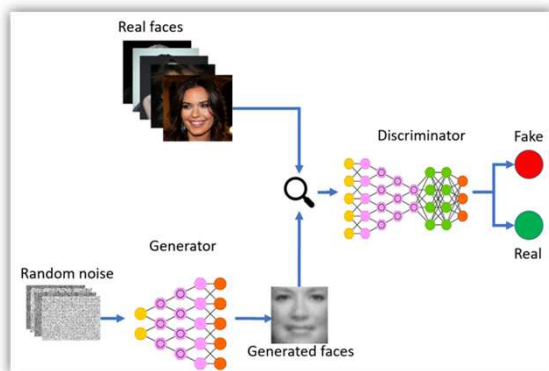 Real faces
Discriminator
Fake
Generator
Real
Random noise
Generated faces